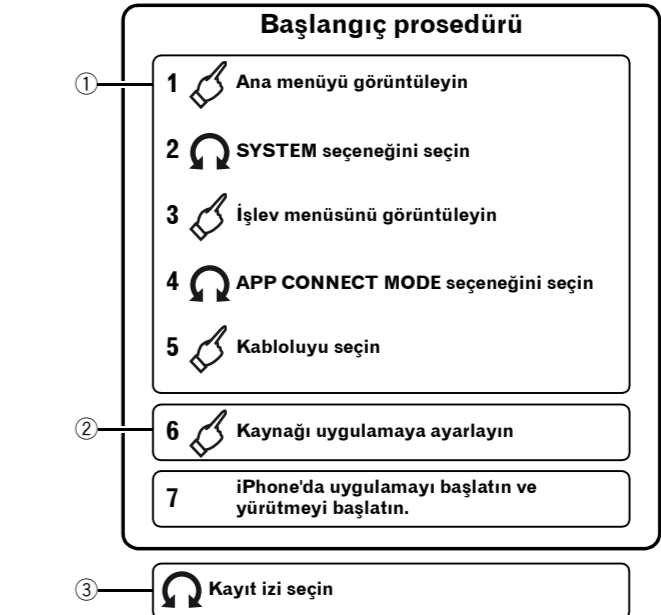 Başlangıç prosedürü
① 1 Ana menüyü görüntüleyin
2 SYSTEM seçeneğini seçin
3 İşlev menüsünü görüntüleyin
4 APP CONNECT MODE seçeneğini seçin
5 Kabloluyu seçin
② 6 Kaynağı uygulamaya ayarlayın
7 iPhone'da uygulamayı başlatın ve
yürütmeyi başlatın.
③ Kayıt izi seçin